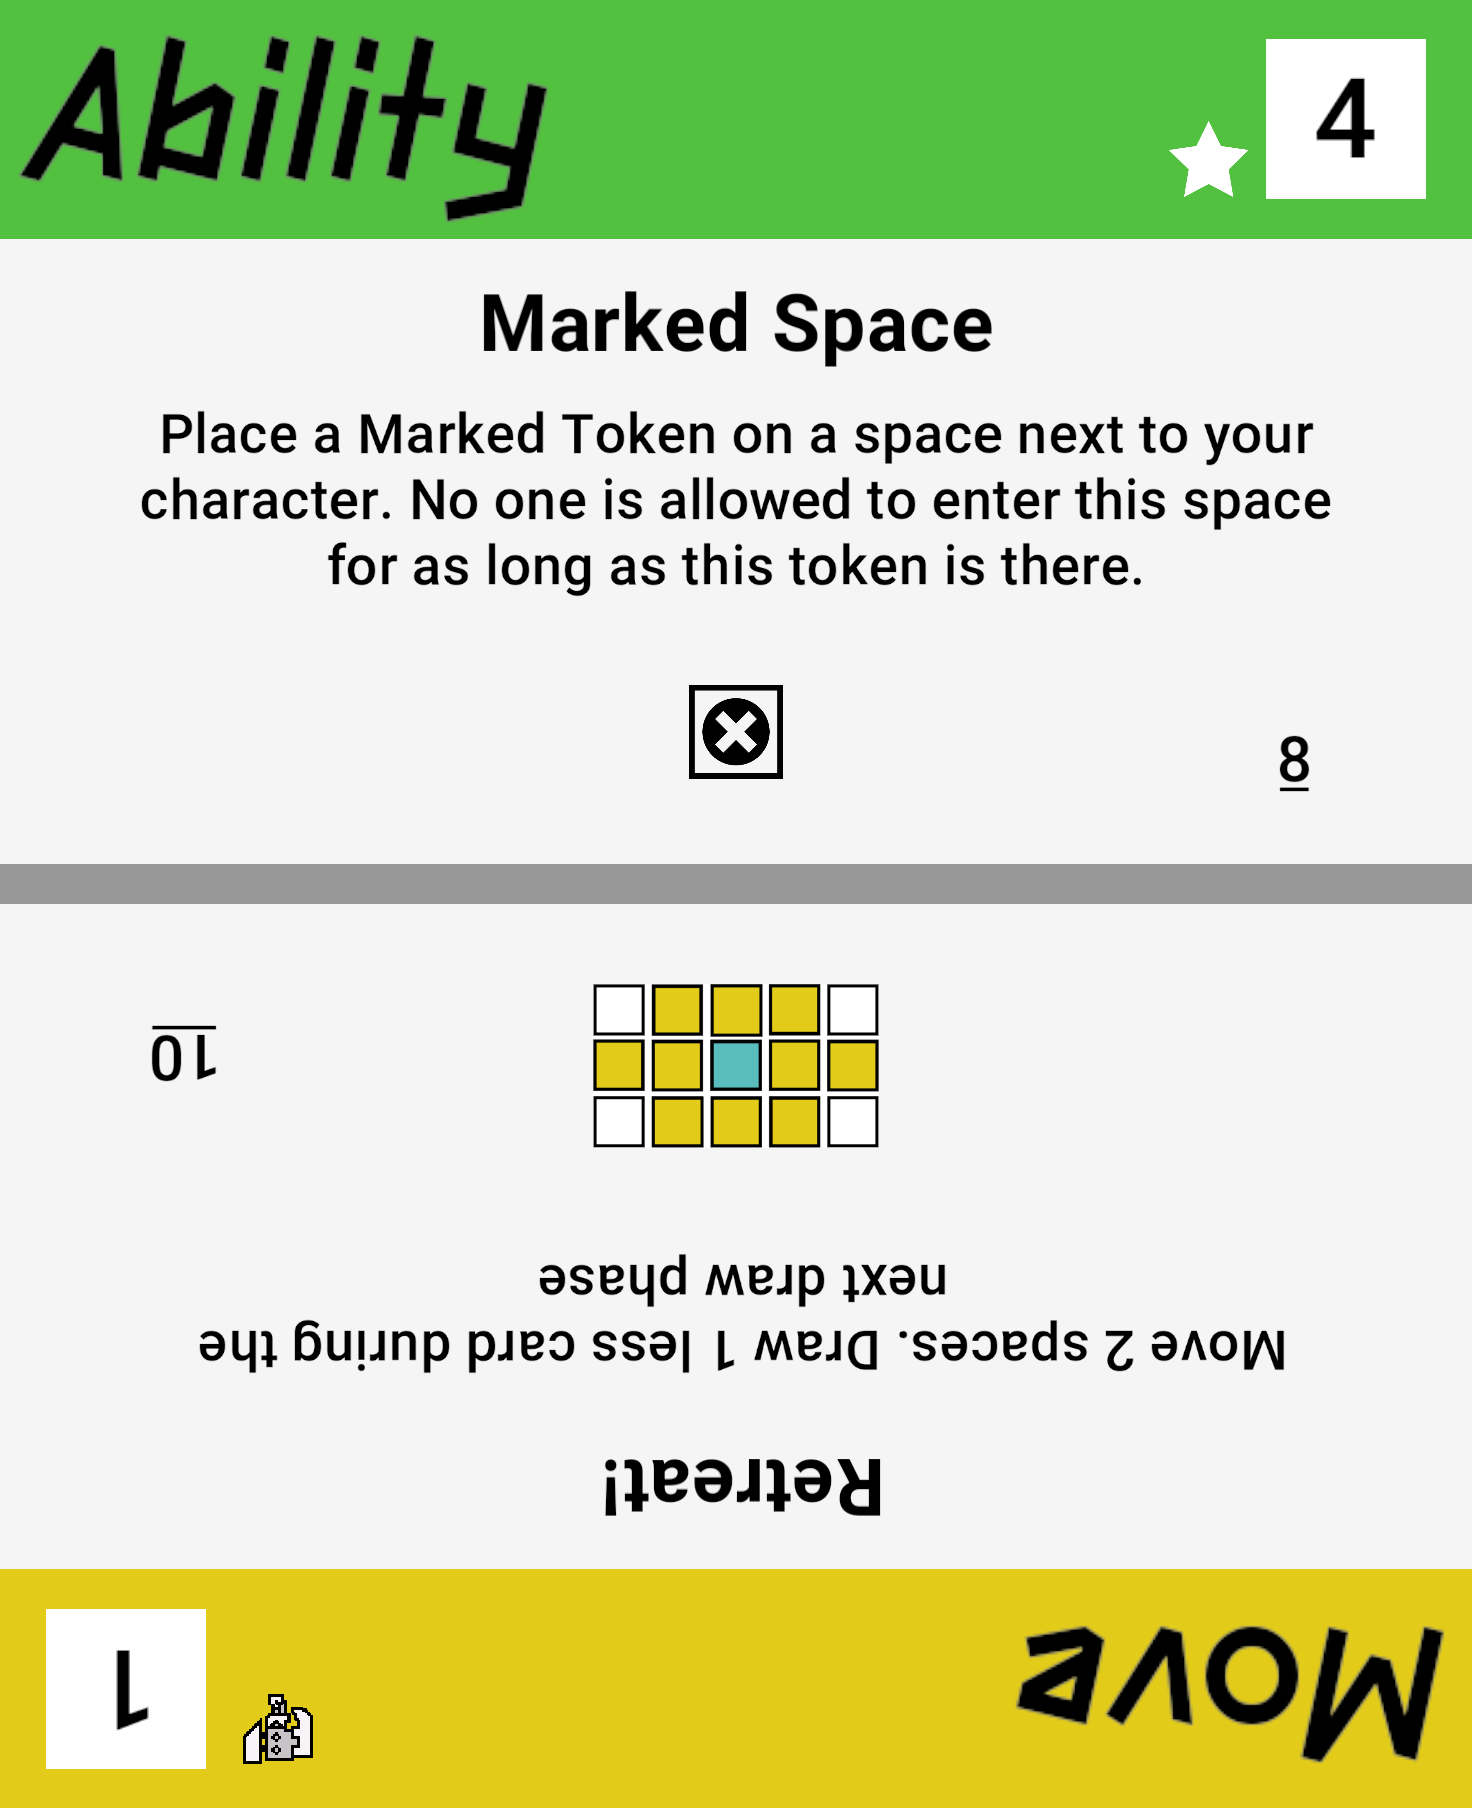 Ability
4
Marked Space
Place a Marked Token on a space next to your
character. No one is allowed to enter this space
for as long as this token is there.
8
Move
1
Retreat!
Move 2 spaces. Draw 1 less card during the
next draw phase
10